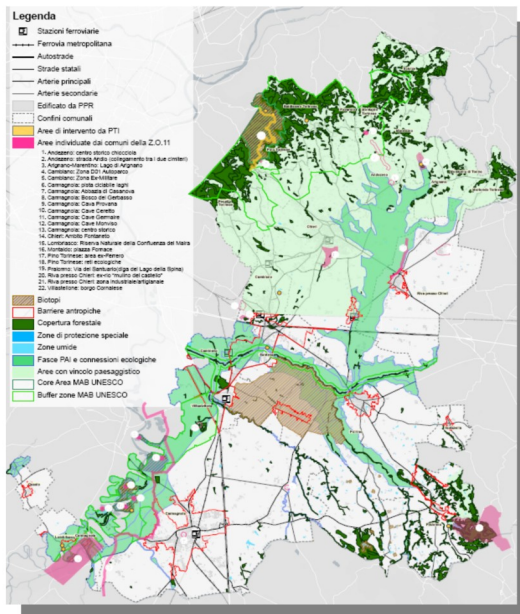 Legenda
Stazioni ferroviarie
Ferrovia metropolitana
Autostrade
Strade statali
Arterie principali
Arterie secondarie
Edificato da PPR
Confini comunali
Aree di intervento da PTI
Aree individuate dai comuni della Z.O.11
1. Andezeno: centro storico chiocciola
2. Andezeno: strada Andio (collegamento tra i due cimiteri)
3. Arignano-Marentino: Lago di Arignano
4. Cambiano: Zona D01 Autoparco
5. Cambiano: Zona Ex-Militare
6. Carmagnola: pista ciclabile laghi
7. Carmagnola: Abbazia di Casanova
8. Carmagnola: Bosco del Gerbasso
9. Carmagnola: Cava Provana
10. Carmagnola: Cave Ceretto
11. Carmagnola: Cave Germaire
12. Carmagnola: Cave Monviso
13. Carmagnola: centro storico
14. Chieri: Ambito Fontaneto
15. Lombriasco: Riserva Naturale della Confluenza del Maira
16. Montaldo: piazza Fornace
17. Pino Torinese: area ex-Ferrero
18. Pino Torinese: reti ecologiche
19. Pralormo: Via del Santuario(diga del Lago della Spina)
20. Riva presso Chieri: ex-rio "mulino del castello"
21. Riva presso Chieri: zona industriale/artigianale
22. Villastellone: borgo Cornalese
Biotopi
Barriere antropiche
Copertura forestale
Zone di protezione speciale
Zone umide
Fasce PAI e connessioni ecologiche
Aree con vincolo paesaggistico
Core Area MAB UNESCO
Buffer zone MAB UNESCO